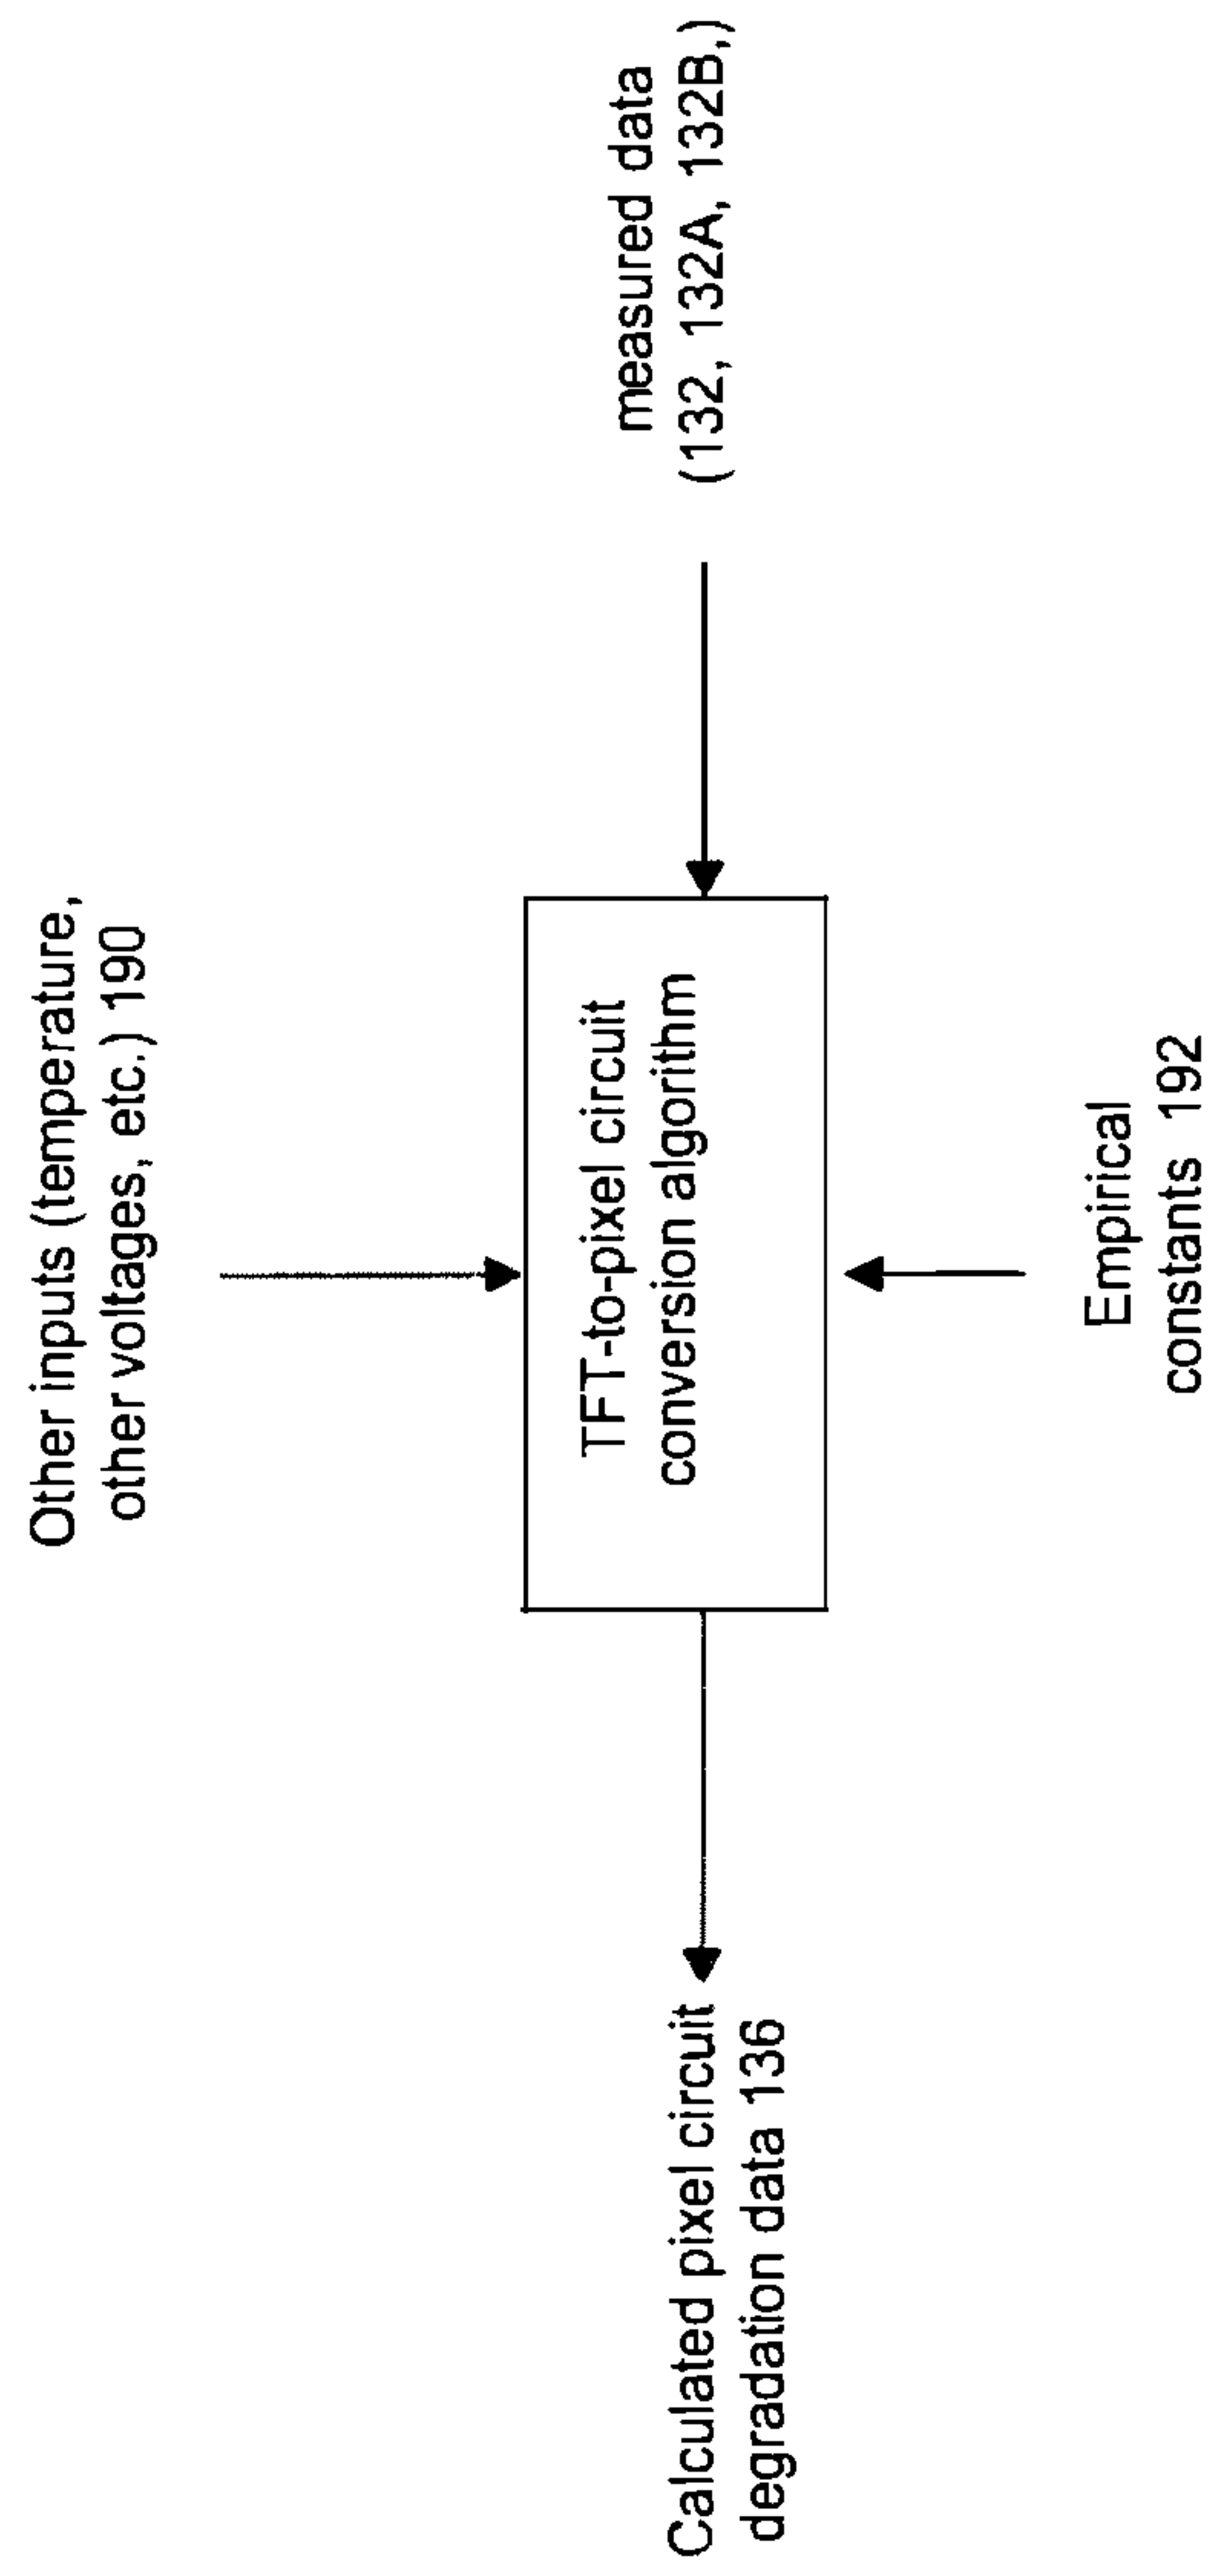 Other inputs (temperature,
other voltages, etc.) 190
measured data
(132, 132A, 132B,)
TFT-to-pixel circuit
conversion algorithm
Calculated pixel circuit
degradation data 136
Empirical
constants 192